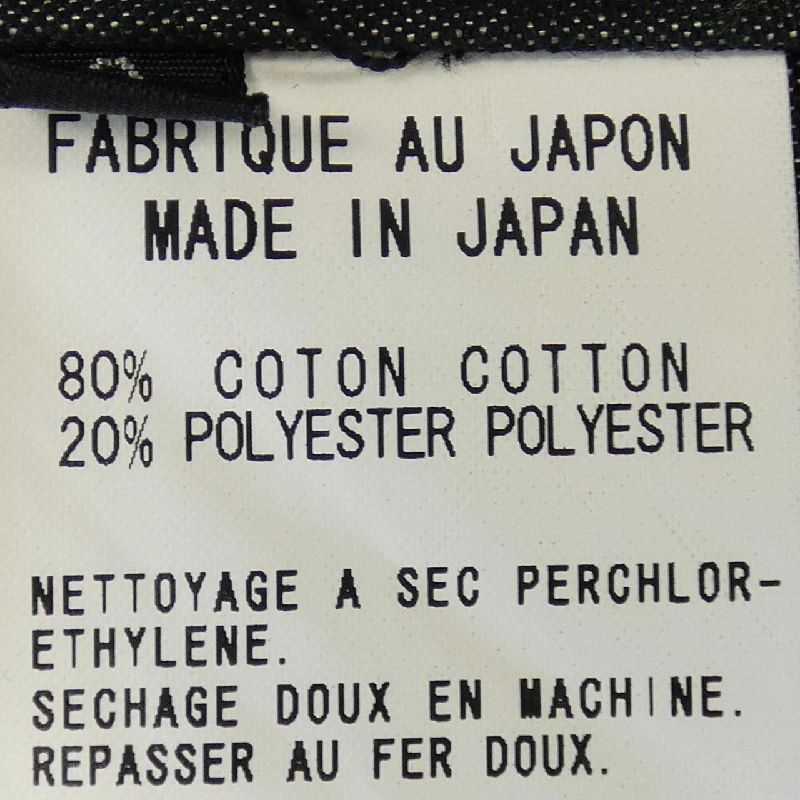 FABRIQUE AU JAPON
MADE IN JAPAN
80% COTON COTTON
20% POLYESTER POLYESTER
NETTOYAGE A SEC PERCHLOR-
ETHYLENE.
SECHAGE DOUX EN MACHINE.
REPASSER AU FER DOUX.